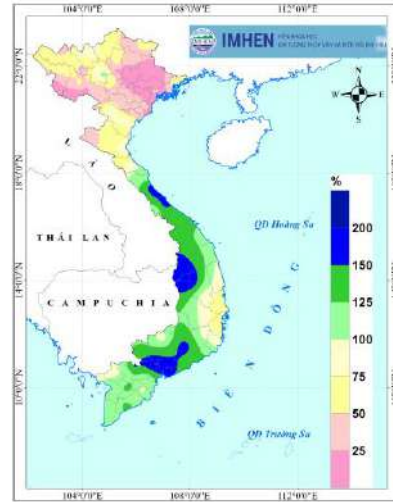 104°0'0"E
108°0'0"E
112°0'0"E
IMHEN
22°0'0"N
N
W
E
S
L À O
18°0'0"N
%
THÁI LAN
QĐ Hoàng Sa
200
150
14°0'0"N
CAMPUCHIA
125
100
BIỂN ĐÔNG
75
10°0'0"N
50
QĐ Trường Sa
25
104°0'0"E
108°0'0"E
112°0'0"E